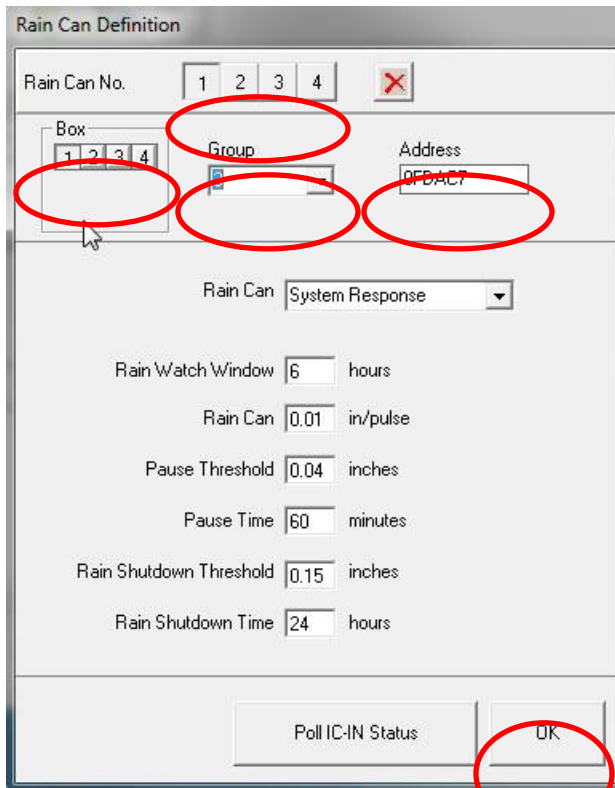 Rain Can Definition
Rain Can No. 1 2 3 4
Box Group Address
1 2 3 4
Rain Can System Response
Rain Watch Window 6 hours
Rain Can 0.01 in/pulse
Pause Threshold 0.04 inches
Pause Time 60 minutes
Rain Shutdown Threshold 0.15 inches
Rain Shutdown Time 24 hours
Poll IC-IN Status OK